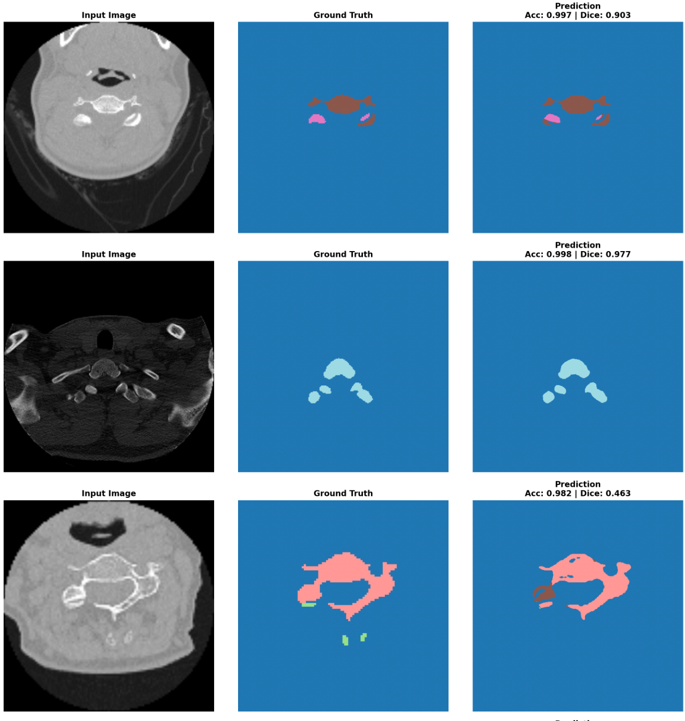 Input Image
Ground Truth
Prediction
Acc: 0.997 | Dice: 0.903
Input Image
Ground Truth
Prediction
Acc: 0.998 | Dice: 0.977
Input Image
Ground Truth
Prediction
Acc: 0.982 | Dice: 0.463